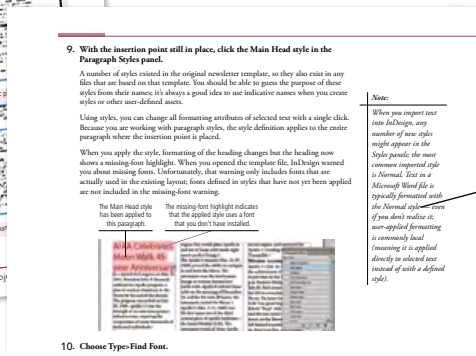 9. With the insertion point still in place, click the Main Head style in the
Paragraph Styles panel.
A number of styles existed in the original newsletter template, so they also exist in any
files that are based on that template. You should be able to guess the purpose of these
styles from their names; it's always a good idea to use indicative names when you create
styles or other user-defined assets.
Using styles, you can change all formatting attributes of selected text with a single click.
Because you are working with paragraph styles, the style definition applies to the entire
paragraph where the insertion point is placed.
When you apply the style, formatting of the heading changes but the heading now
shows a missing-font highlight. When you opened the template file, InDesign warned
you about missing fonts. Unfortunately, that warning only includes fonts that are
actually used in the existing layout; fonts defined in styles that have not yet been applied
are not included in the missing-font warning.
The Main Head style
has been applied to
this paragraph.
The missing-font highlight indicates
that the applied style uses a font
that you don't have installed.
Celebrates
Moon Walk 45
year Anniversary
10. Choose Type>Find Font.
Note:
When you import text
into InDesign, any
number of new styles
might appear in the
Styles panels; the most
common imported style
is Normal. Text in a
Microsoft Word file is
typically formatted with
the Normal style — even
if you don't realize it;
user-applied formatting
is commonly local
(meaning it is applied
directly to selected text
instead of with a defined
style).